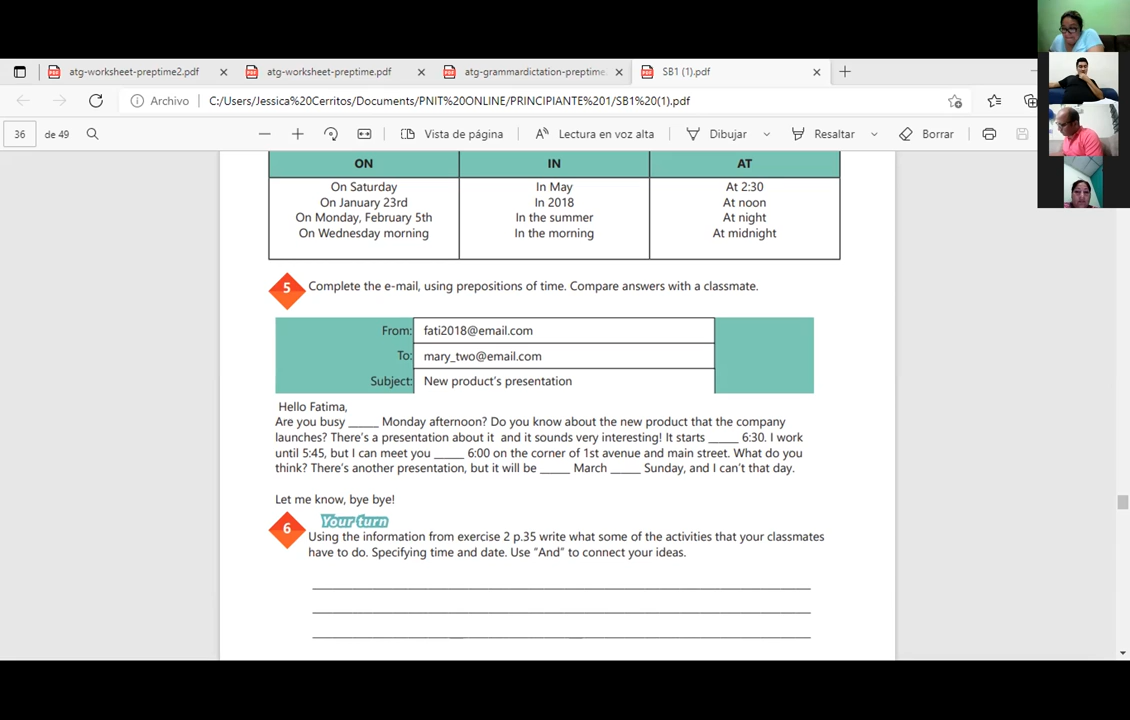 atg-worksheet-preptime2.pdf
atg-worksheet-preptime.pdf
atg-grammardictation-preptime
SB1 (1).pdf
Archivo
C:/Users/Jessica%20Cerritos/Documents/PNIT%20ONLINE/PRINCIPIANTE%201/SB1%20(1).pdf
36 de 49
Vista de página
Lectura en voz alta
Dibujar
Resaltar
Borrar
ON IN AT
On Saturday In May At 2:30
On January 23rd In 2018 At noon
On Monday, February 5th In the summer At night
On Wednesday morning In the morning At midnight
5 Complete the e-mail, using prepositions of time. Compare answers with a classmate.
From: fati2018@email.com
To: mary_two@email.com
Subject: New product's presentation
Hello Fatima,
Are you busy _____ Monday afternoon? Do you know about the new product that the company
launches? There's a presentation about it and it sounds very interesting! It starts _____ 6:30. I work
until 5:45, but I can meet you _____ 6:00 on the corner of 1st avenue and main street. What do you
think? There's another presentation, but it will be _____ March _____ Sunday, and I can't that day.
Let me know, bye bye!
6 Your turn
Using the information from exercise 2 p.35 write what some of the activities that your classmates
have to do. Specifying time and date. Use “And” to connect your ideas.